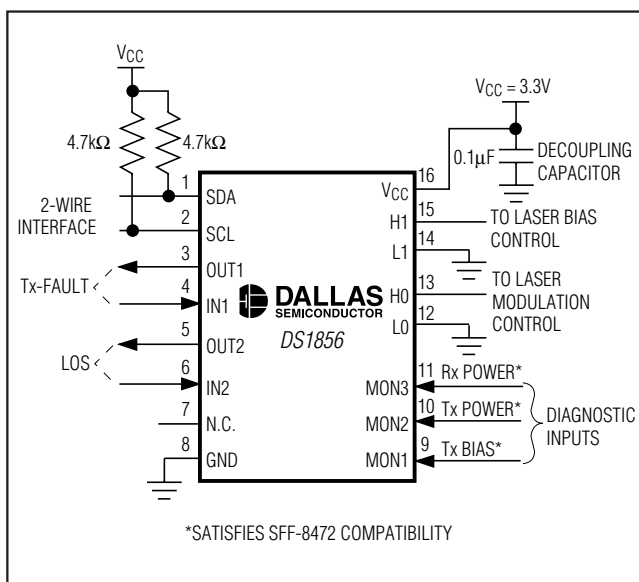 VCC
4.7kΩ
4.7kΩ
2-WIRE
INTERFACE
Tx-FAULT
LOS
1
SDA
2
SCL
3
OUT1
4
IN1
5
OUT2
6
IN2
7
N.C.
8
GND
DALLAS
SEMICONDUCTOR
DS1856
VCC = 3.3V
0.1µF
DECOUPLING
CAPACITOR
16
VCC
15
H1
TO LASER BIAS
CONTROL
14
L1
13
H0
TO LASER
MODULATION
CONTROL
12
L0
11
MON3
Rx POWER*
10
MON2
Tx POWER*
9
MON1
Tx BIAS*
DIAGNOSTIC
INPUTS
*SATISFIES SFF-8472 COMPATIBILITY